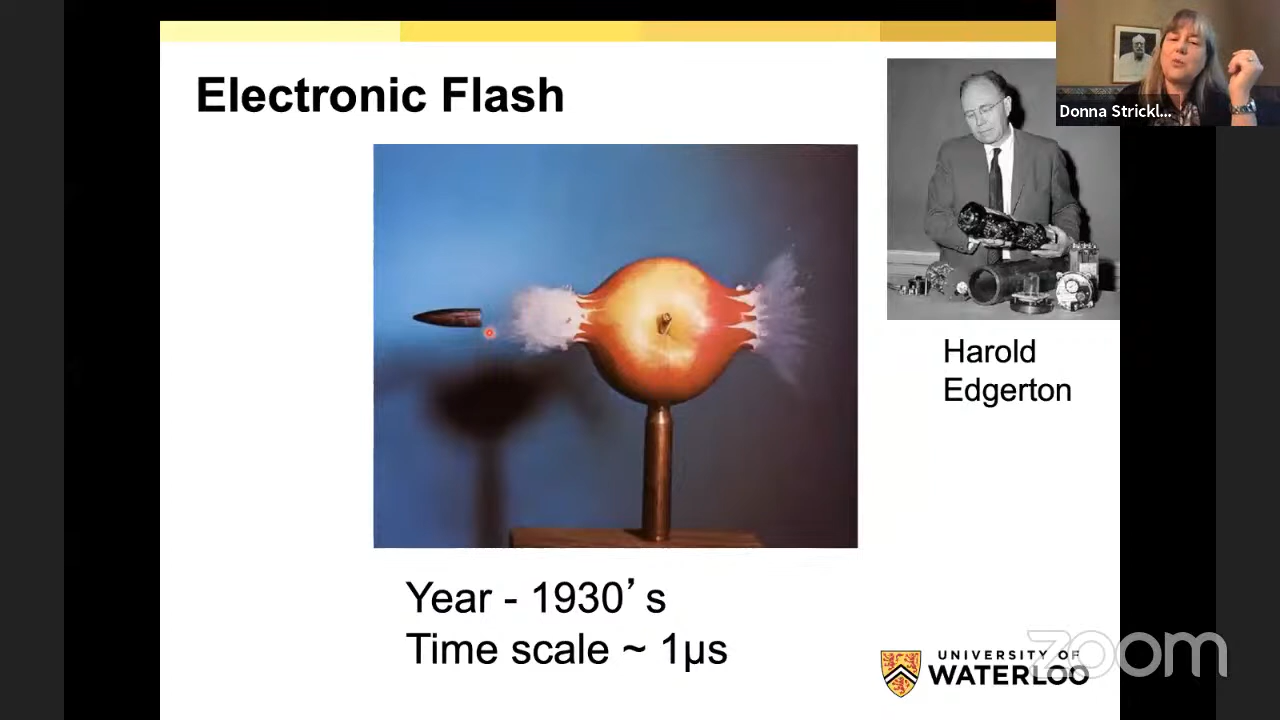 Electronic Flash
Donna Strickl...
Harold
Edgerton
Year - 1930’s
Time scale ~ 1μs
UNIVERSITY OF
WATERLOO
zoom